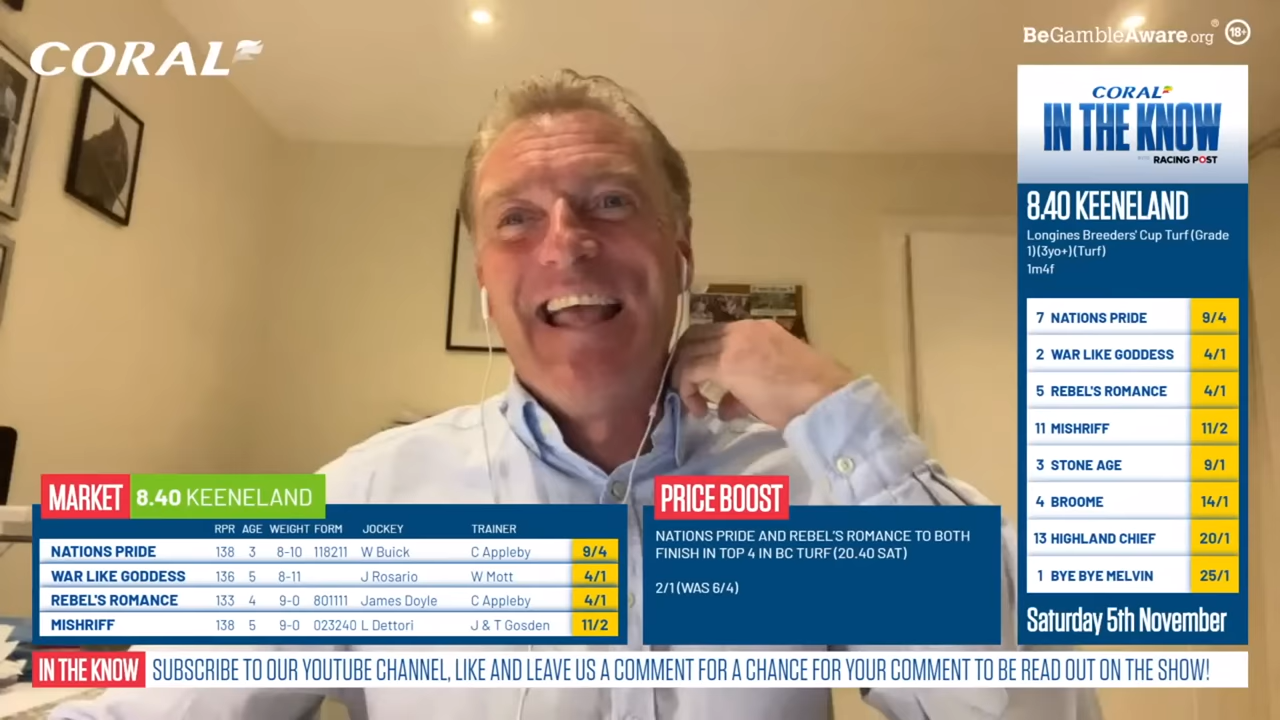 CORAL
BeGambleAware.org® 18+
CORAL
IN THE KNOW
WITH RACING POST
8.40 KEENELAND
Longines Breeders' Cup Turf (Grade
1)(3yo+)(Turf)
1m4f
7 NATIONS PRIDE 9/4
2 WAR LIKE GODDESS 4/1
5 REBEL'S ROMANCE 4/1
11 MISHRIFF 11/2
3 STONE AGE 9/1
4 BROOME 14/1
13 HIGHLAND CHIEF 20/1
1 BYE BYE MELVIN 25/1
Saturday 5th November
MARKET 8.40 KEENELAND
RPR AGE WEIGHT FORM JOCKEY TRAINER
NATIONS PRIDE 138 3 8-10 118211 W Buick C Appleby 9/4
WAR LIKE GODDESS 136 5 8-11 J Rosario W Mott 4/1
REBEL'S ROMANCE 133 4 9-0 801111 James Doyle C Appleby 4/1
MISHRIFF 138 5 9-0 023240 L Dettori J & T Gosden 11/2
PRICE BOOST
NATIONS PRIDE AND REBEL'S ROMANCE TO BOTH
FINISH IN TOP 4 IN BC TURF (20.40 SAT)
2/1 (WAS 6/4)
IN THE KNOW SUBSCRIBE TO OUR YOUTUBE CHANNEL, LIKE AND LEAVE US A COMMENT FOR A CHANCE FOR YOUR COMMENT TO BE READ OUT ON THE SHOW!